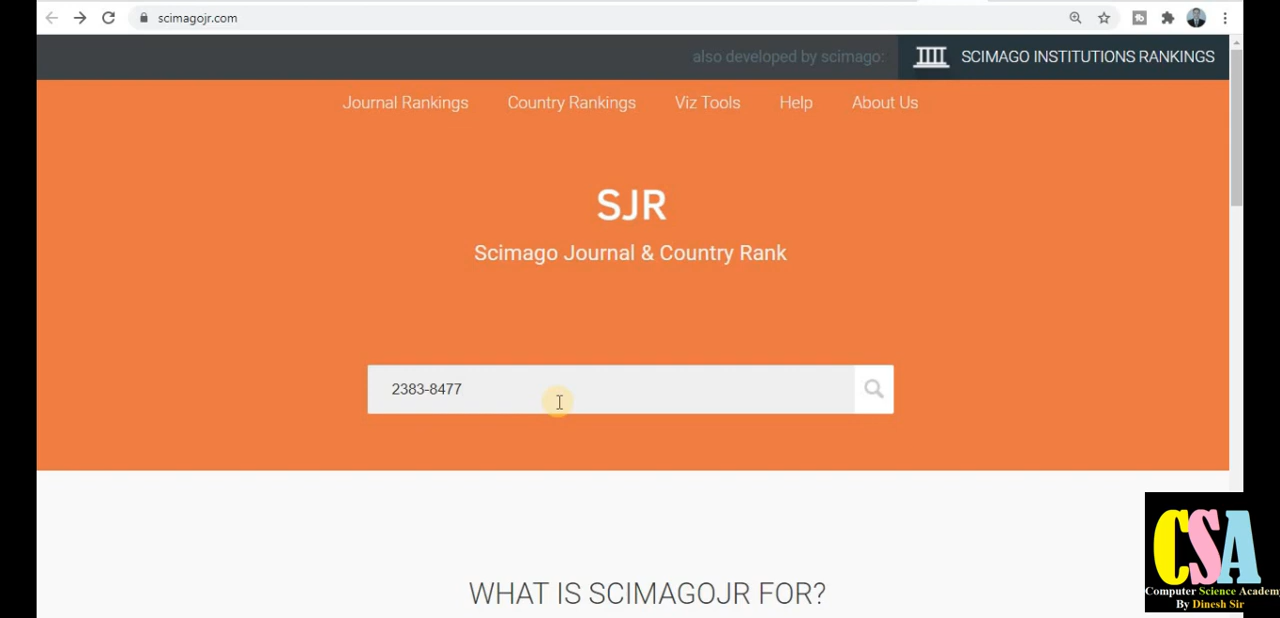 scimagojr.com
also developed by scimago:
SCIMAGO INSTITUTIONS RANKINGS
Journal Rankings
Country Rankings
Viz Tools
Help
About Us
SJR
Scimago Journal & Country Rank
2383-8477
WHAT IS SCIMAGOJR FOR?
CSA
Computer Science Academy
By Dinesh Sir